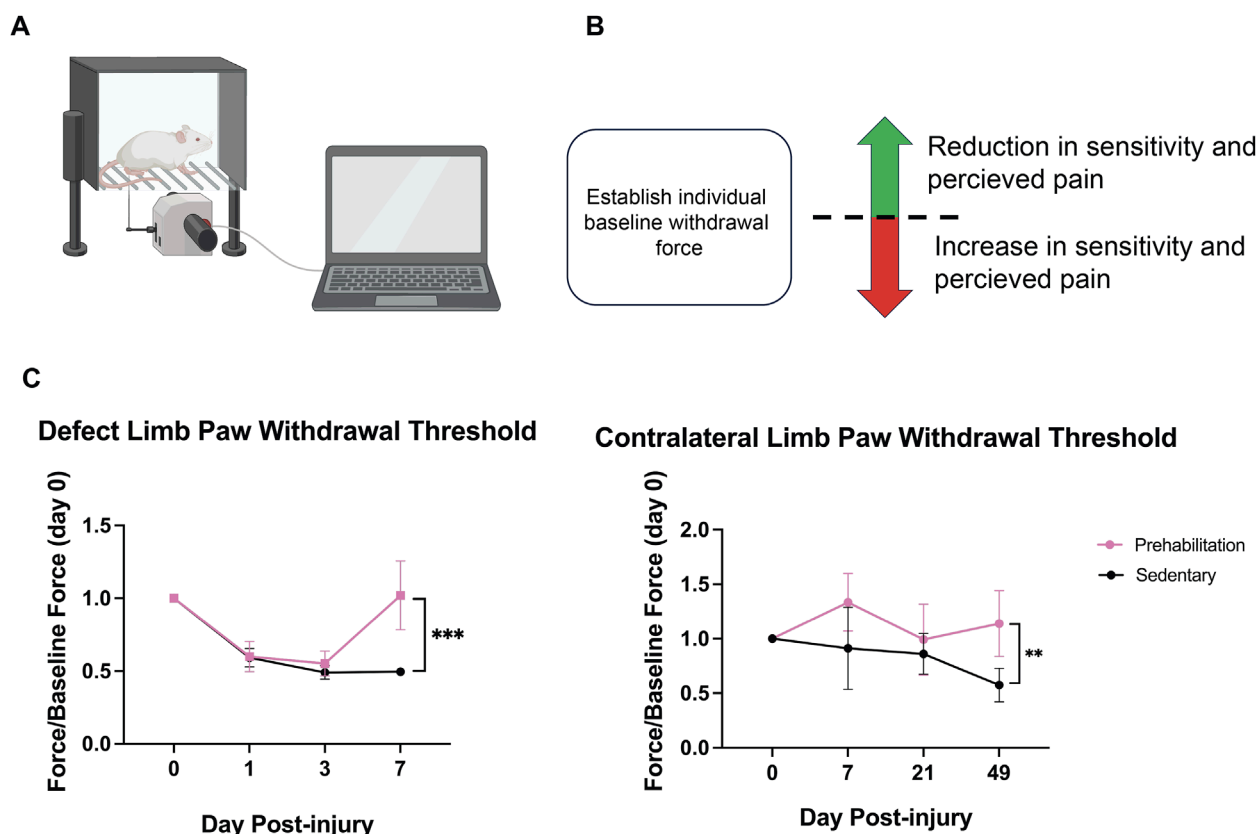 A
B
Establish individual
baseline withdrawal
force
Reduction in sensitivity and
percieved pain
Increase in sensitivity and
percieved pain
C
Defect Limb Paw Withdrawal Threshold
Force/Baseline Force (day 0)
1.5
1.0
0.5
0.0
***
0 1 3 7
Day Post-injury
Contralateral Limb Paw Withdrawal Threshold
Force/Baseline Force (day 0)
2.0
1.5
1.0
0.5
0.0
**
0 7 21 49
Day Post-injury
Prehabilitation
Sedentary